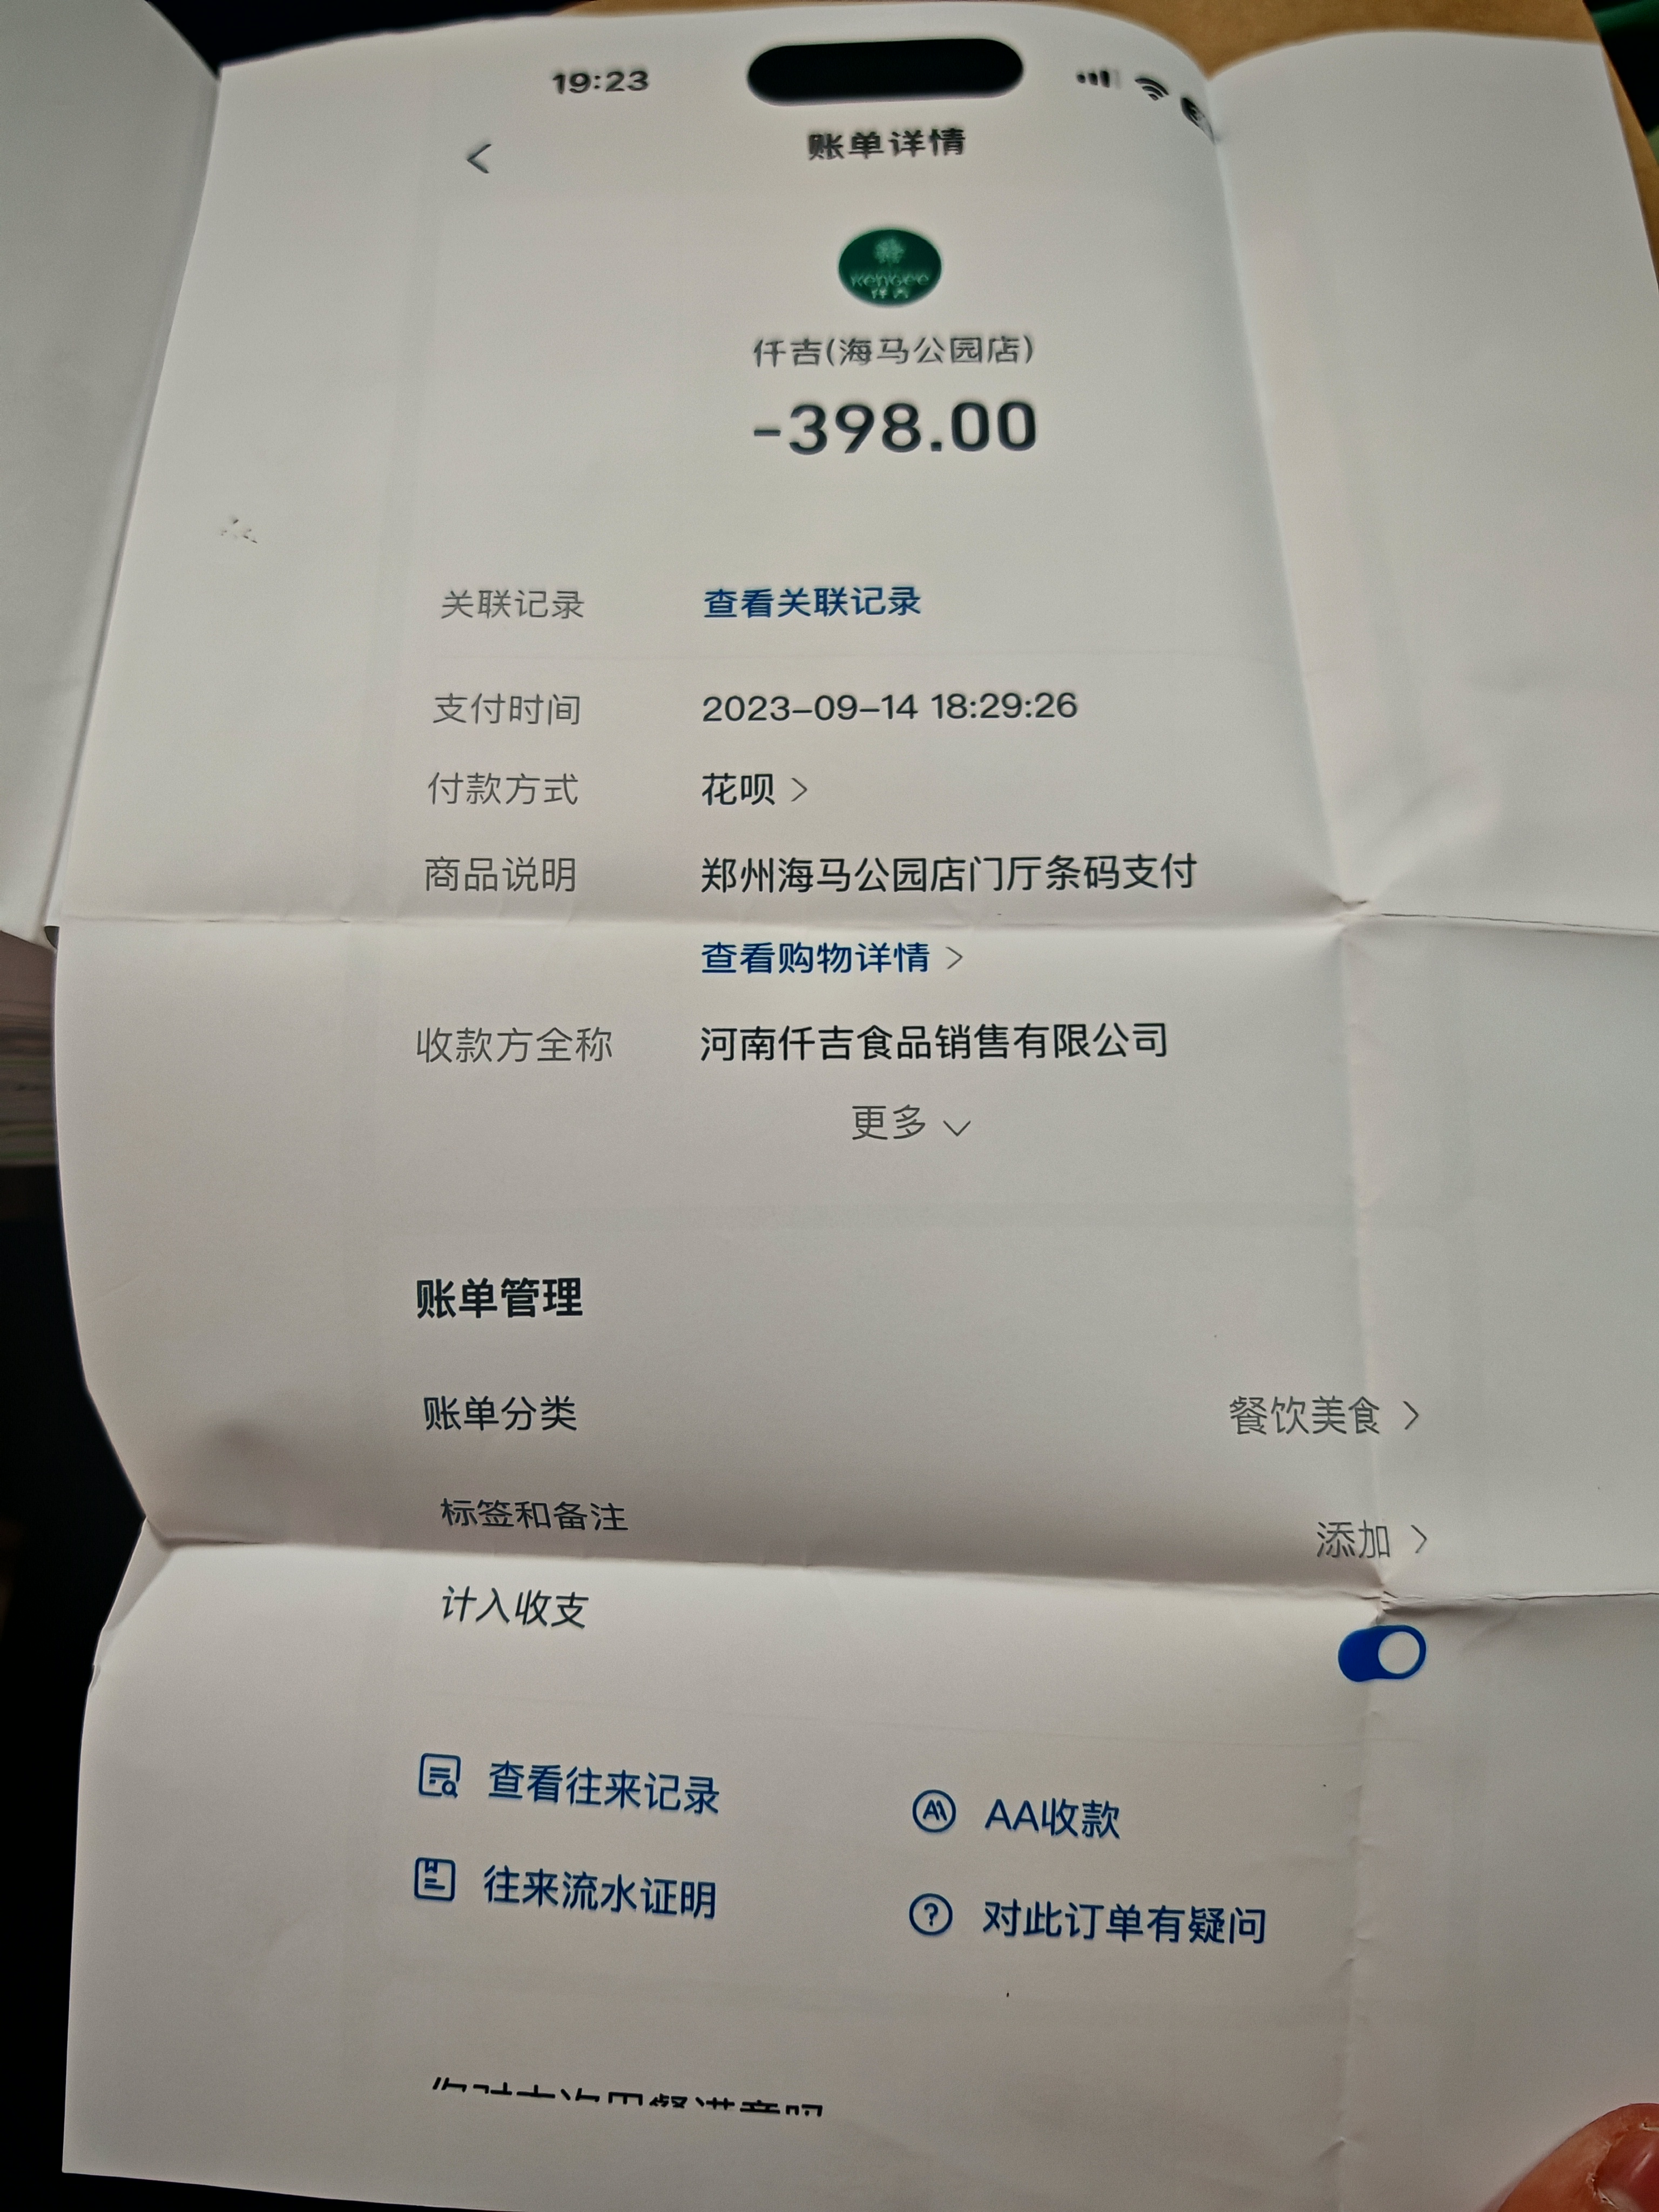 19:23
账单详情
KENGEE
仟吉
仟吉(海马公园店)
-398.00
关联记录 查看关联记录
支付时间 2023-09-14 18:29:26
付款方式 花呗 >
商品说明 郑州海马公园店门厅条码支付
查看购物详情 >
收款方全称 河南仟吉食品销售有限公司
更多
账单管理
账单分类 餐饮美食 >
标签和备注 添加 >
计入收支
查看往来记录 AA收款
往来流水证明 对此订单有疑问